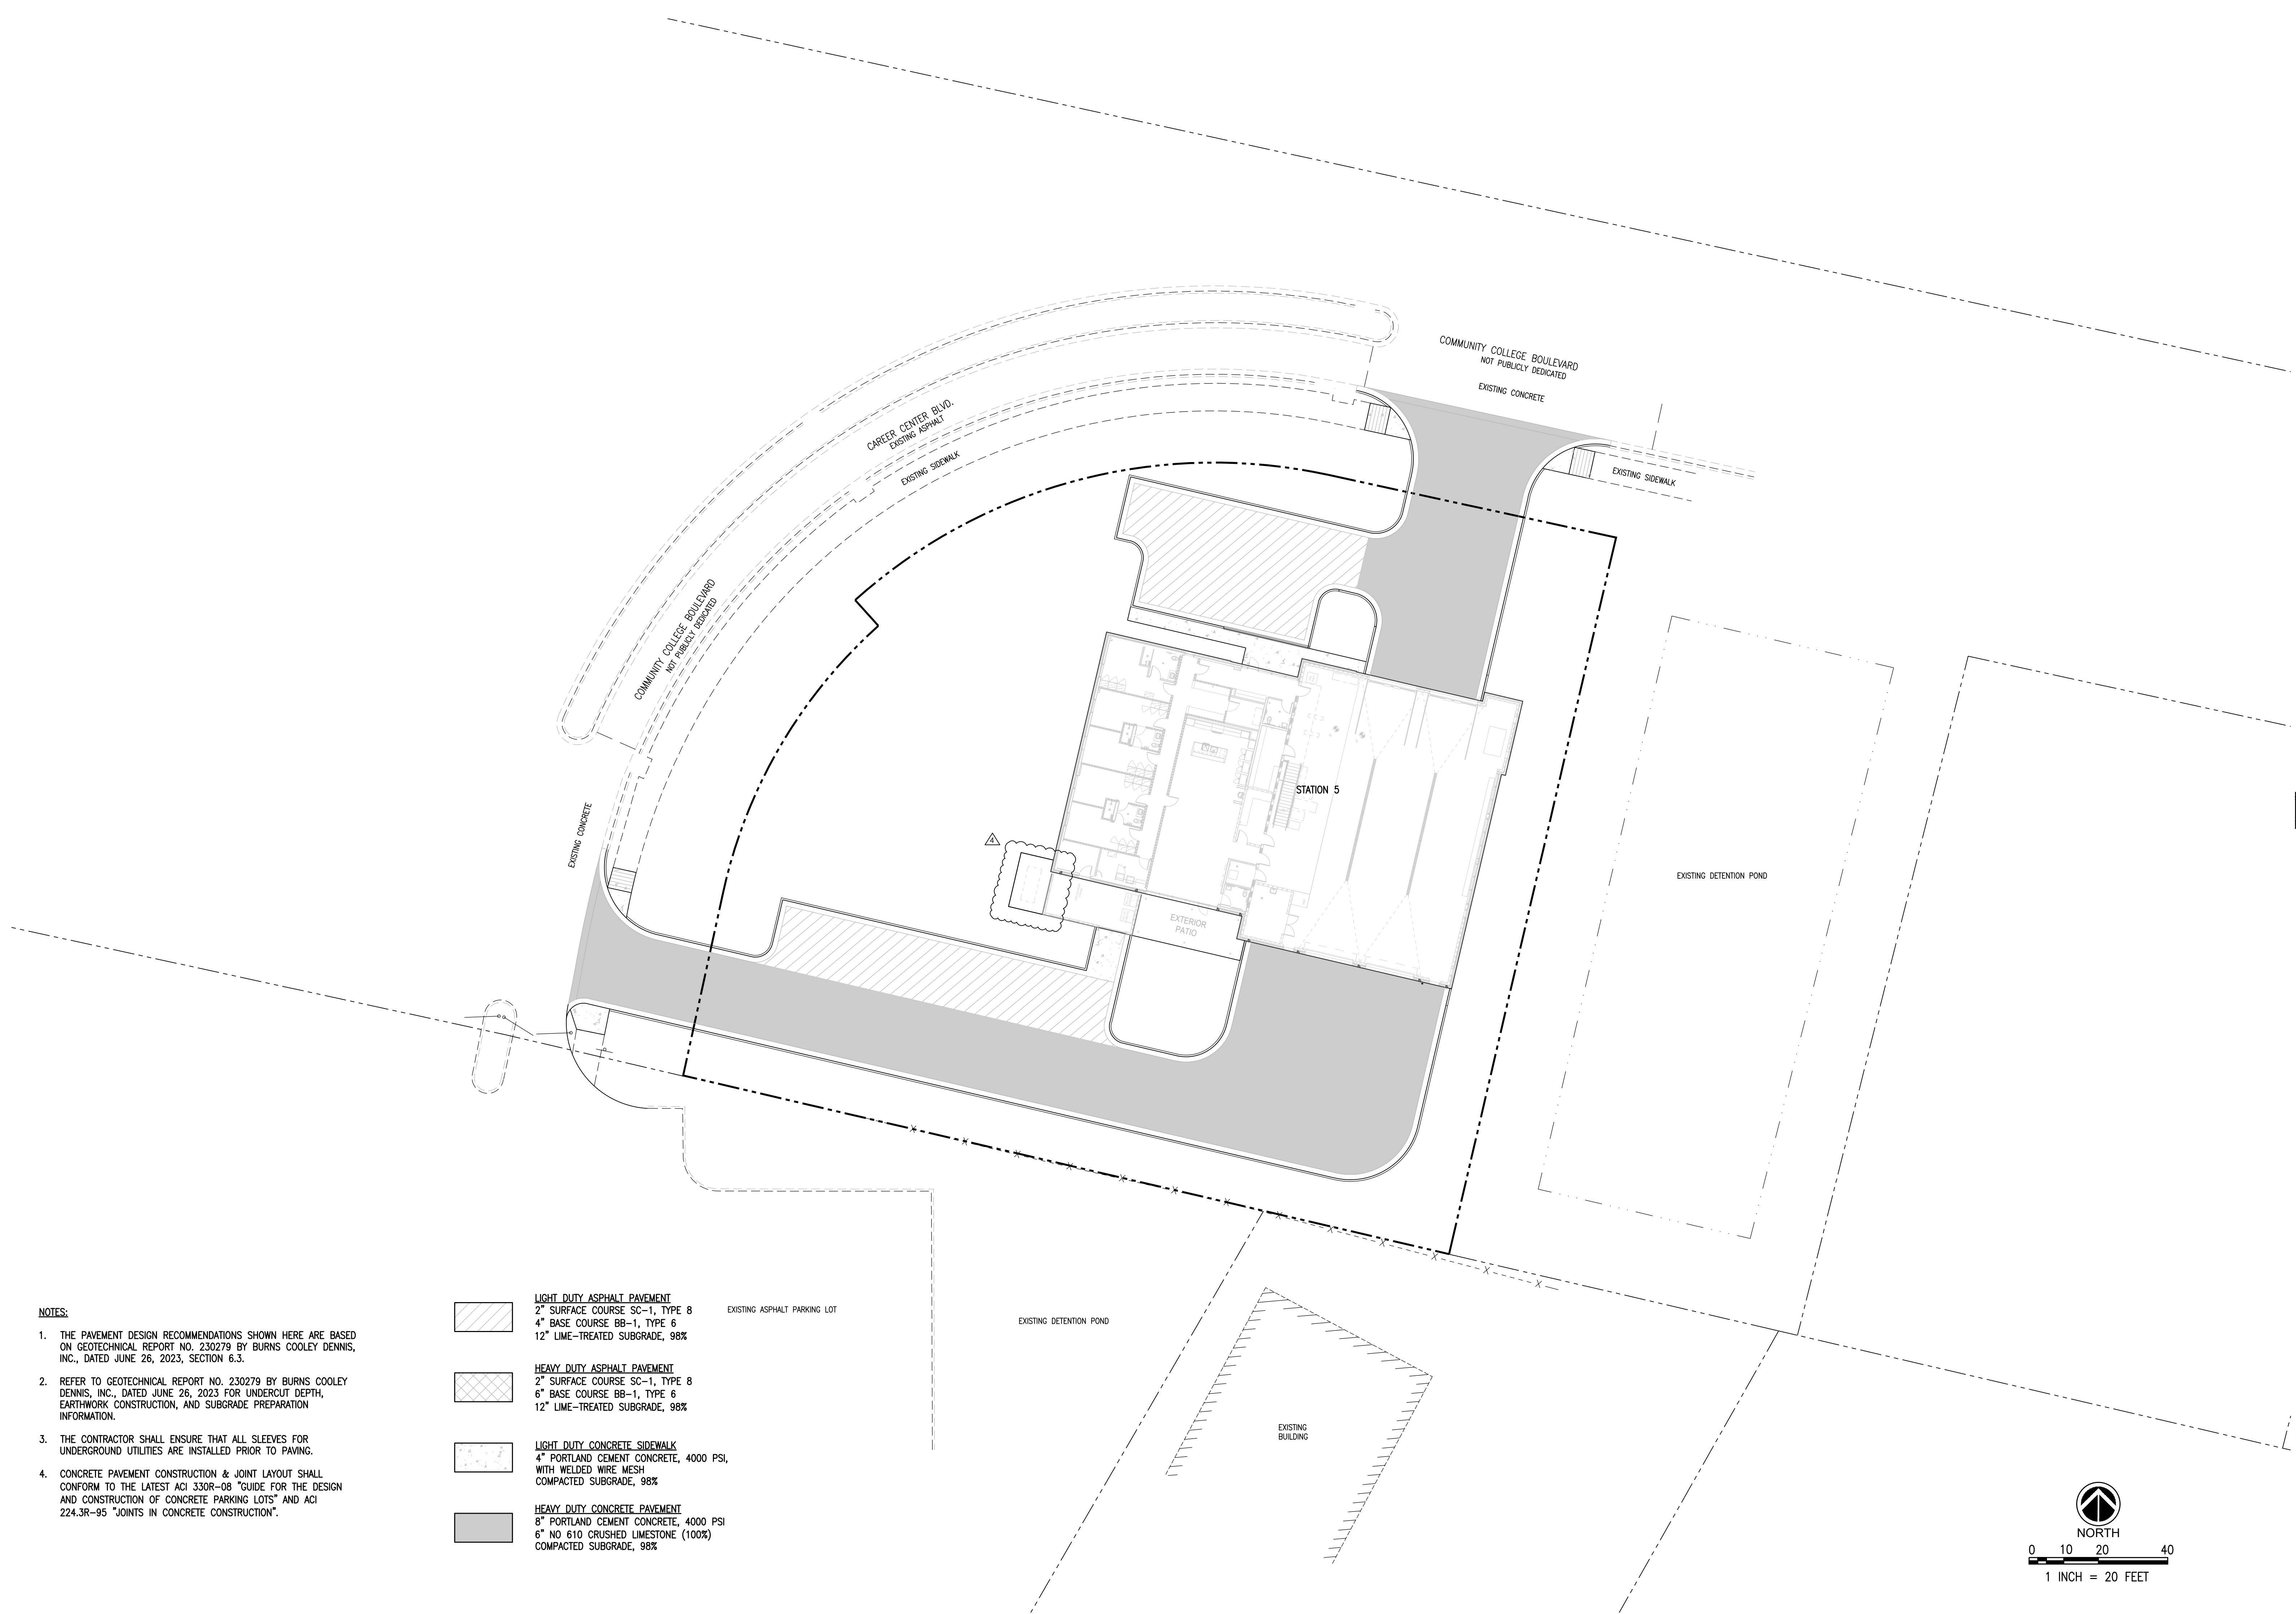 COMMUNITY COLLEGE BOULEVARD
NOT PUBLICLY DEDICATED
EXISTING CONCRETE
CAREER CENTER BLVD.
EXISTING ASPHALT
EXISTING SIDEWALK
EXISTING SIDEWALK
COMMUNITY COLLEGE BOULEVARD
NOT PUBLICLY DEDICATED
EXISTING CONCRETE
STATION 5
4
EXTERIOR
PATIO
EXISTING DETENTION POND
X X X X X X X X X X X X X
NOTES:
1. THE PAVEMENT DESIGN RECOMMENDATIONS SHOWN HERE ARE BASED
ON GEOTECHNICAL REPORT NO. 230279 BY BURNS COOLEY DENNIS,
INC., DATED JUNE 26, 2023, SECTION 6.3.
2. REFER TO GEOTECHNICAL REPORT NO. 230279 BY BURNS COOLEY
DENNIS, INC., DATED JUNE 26, 2023 FOR UNDERCUT DEPTH,
EARTHWORK CONSTRUCTION, AND SUBGRADE PREPARATION
INFORMATION.
3. THE CONTRACTOR SHALL ENSURE THAT ALL SLEEVES FOR
UNDERGROUND UTILITIES ARE INSTALLED PRIOR TO PAVING.
4. CONCRETE PAVEMENT CONSTRUCTION & JOINT LAYOUT SHALL
CONFORM TO THE LATEST ACI 330R-08 "GUIDE FOR THE DESIGN
AND CONSTRUCTION OF CONCRETE PARKING LOTS" AND ACI
224.3R-95 "JOINTS IN CONCRETE CONSTRUCTION".
LIGHT DUTY ASPHALT PAVEMENT
2" SURFACE COURSE SC-1, TYPE 8
4" BASE COURSE BB-1, TYPE 6
12" LIME-TREATED SUBGRADE, 98%
HEAVY DUTY ASPHALT PAVEMENT
2" SURFACE COURSE SC-1, TYPE 8
6" BASE COURSE BB-1, TYPE 6
12" LIME-TREATED SUBGRADE, 98%
LIGHT DUTY CONCRETE SIDEWALK
4" PORTLAND CEMENT CONCRETE, 4000 PSI,
WITH WELDED WIRE MESH
COMPACTED SUBGRADE, 98%
HEAVY DUTY CONCRETE PAVEMENT
8" PORTLAND CEMENT CONCRETE, 4000 PSI
6" NO 610 CRUSHED LIMESTONE (100%)
COMPACTED SUBGRADE, 98%
EXISTING ASPHALT PARKING LOT
EXISTING DETENTION POND
EXISTING
BUILDING
NORTH
0 10 20 40
1 INCH = 20 FEET